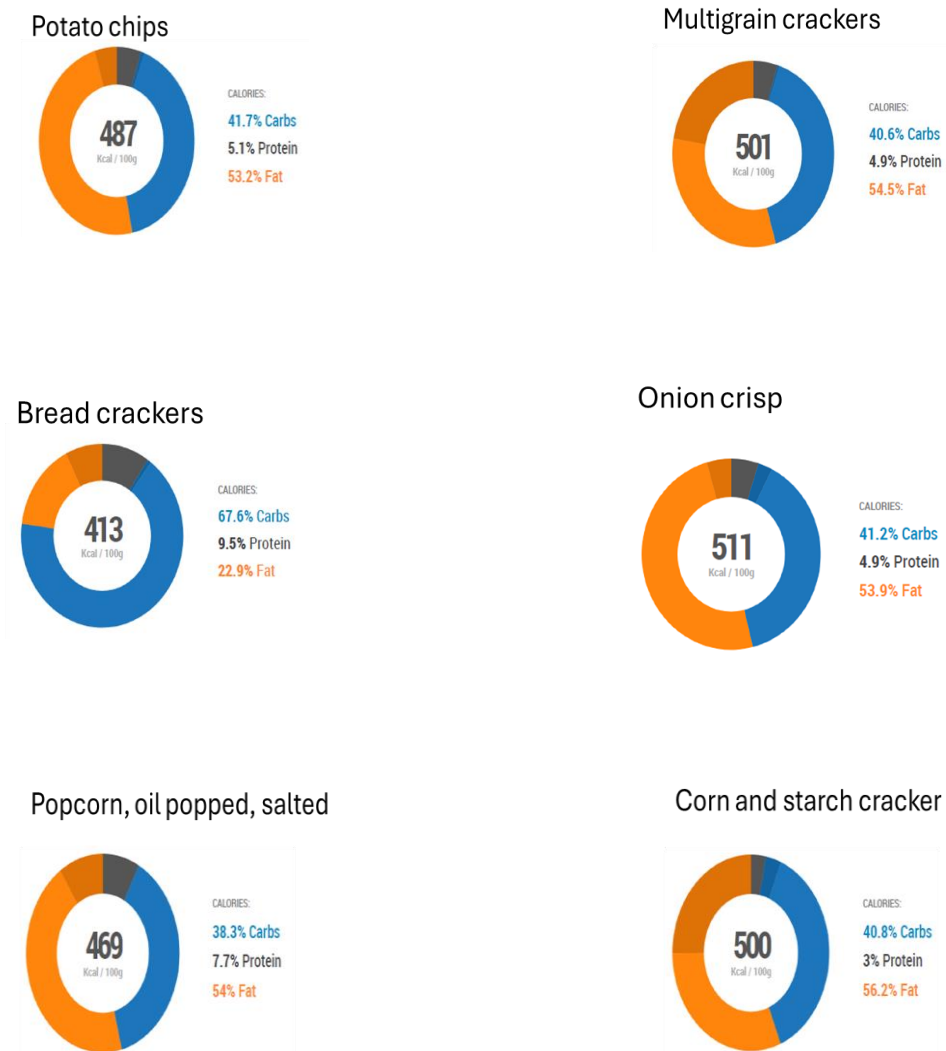 Potato chips
487
Kcal / 100g
CALORIES:
41.7% Carbs
5.1% Protein
53.2% Fat
Multigrain crackers
501
Kcal / 100g
CALORIES:
40.6% Carbs
4.9% Protein
54.5% Fat
Bread crackers
413
Kcal / 100g
CALORIES:
67.6% Carbs
9.5% Protein
22.9% Fat
Onion crisp
511
Kcal / 100g
CALORIES:
41.2% Carbs
4.9% Protein
53.9% Fat
Popcorn, oil popped, salted
469
Kcal / 100g
CALORIES:
38.3% Carbs
7.7% Protein
54% Fat
Corn and starch cracker
500
Kcal / 100g
CALORIES:
40.8% Carbs
3% Protein
56.2% Fat